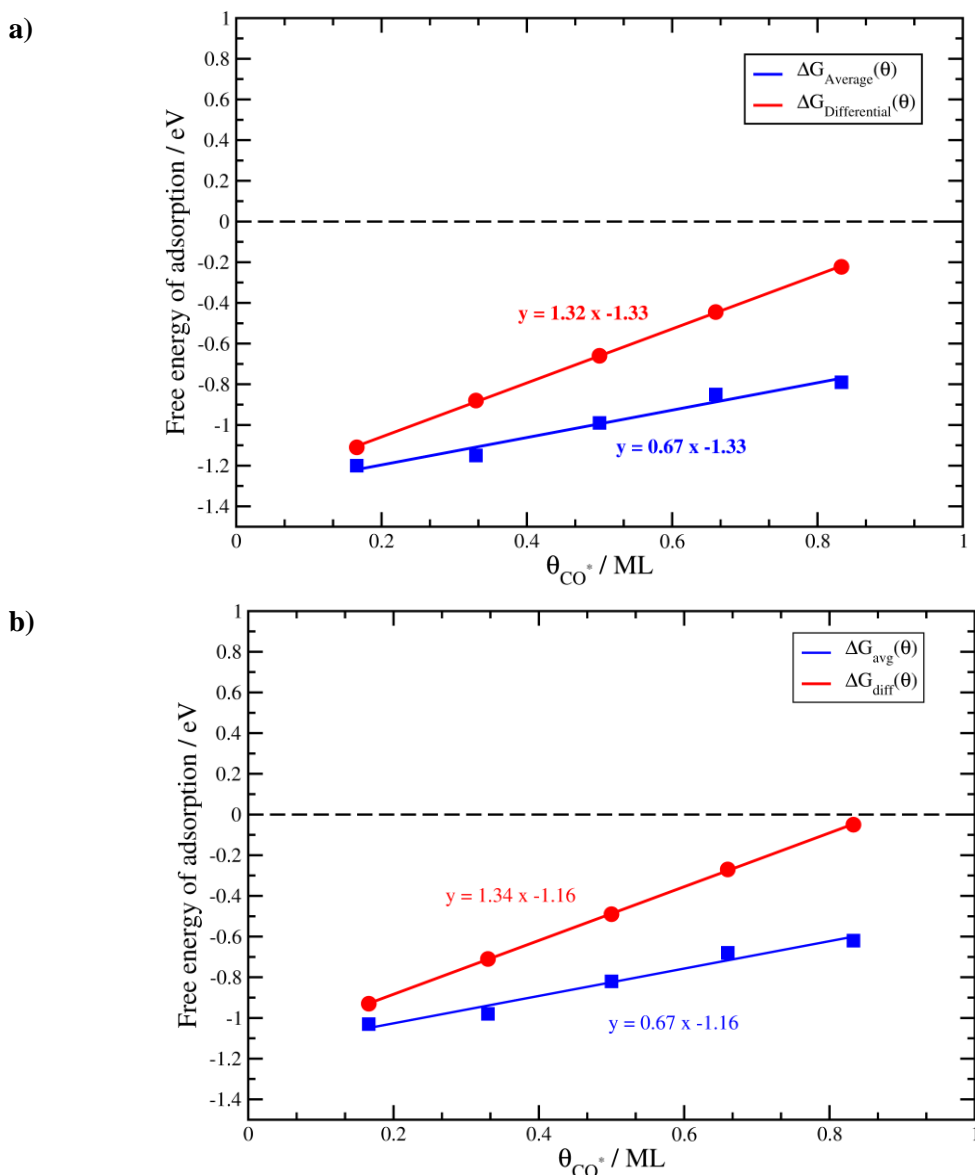 a)
1
0.8
0.6
0.4
0.2
0
-0.2
-0.4
-0.6
-0.8
-1
-1.2
-1.4
Free energy of adsorption / eV
ΔG_Average(θ)
ΔG_Differential(θ)
y = 1.32 x -1.33
y = 0.67 x -1.33
0 0.2 0.4 0.6 0.8 1
θ_CO* / ML
b)
1
0.8
0.6
0.4
0.2
0
-0.2
-0.4
-0.6
-0.8
-1
-1.2
-1.4
Free energy of adsorption / eV
ΔG_avg(θ)
ΔG_diff(θ)
y = 1.34 x -1.16
y = 0.67 x -1.16
0 0.2 0.4 0.6 0.8 1
θ_CO* / ML